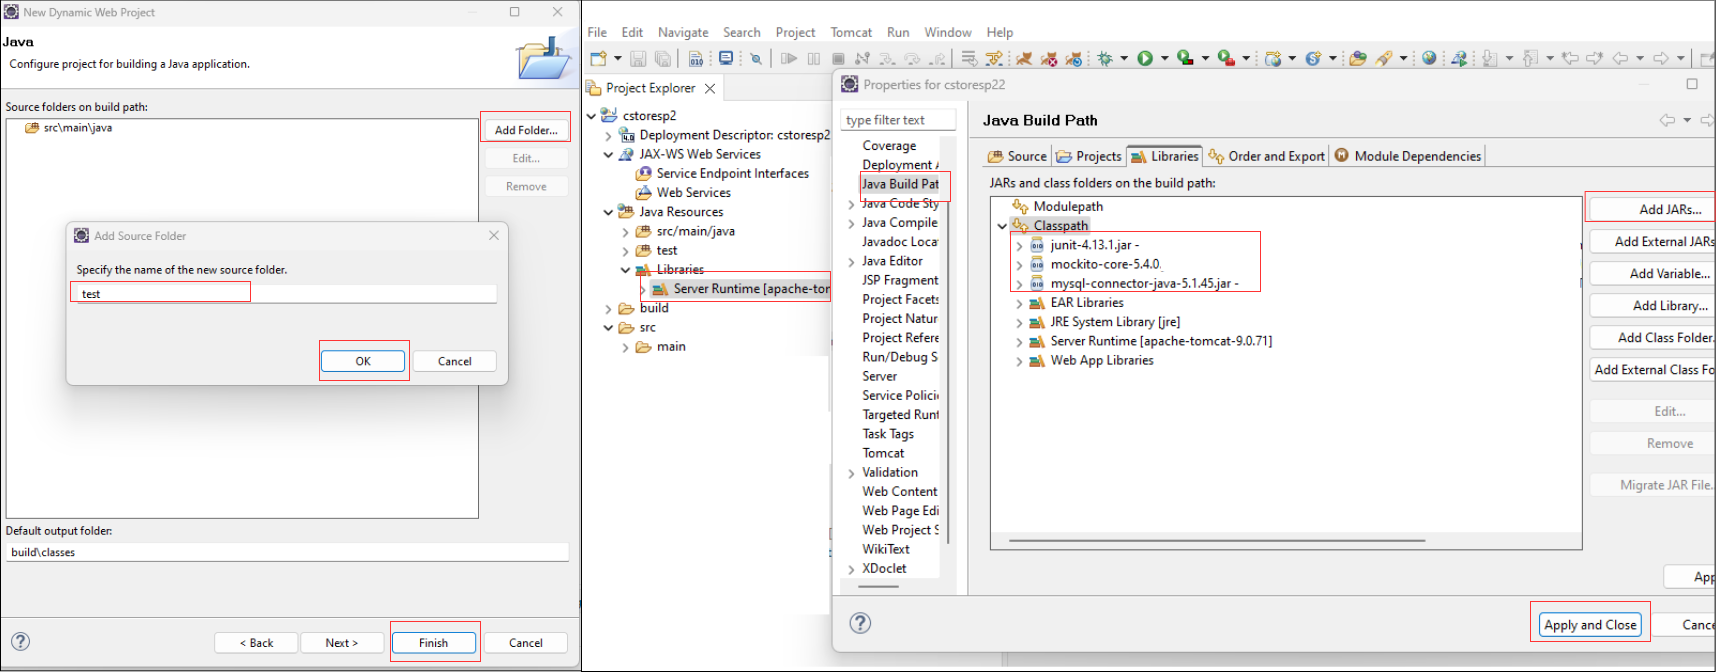 New Dynamic Web Project
Java
Configure project for building a Java application.
Source folders on build path:
src\main\java
Add Folder...
Edit...
Remove
Add Source Folder
Specify the name of the new source folder.
test
OK
Cancel
Default output folder:
build\classes
< Back
Next >
Finish
Cancel
File Edit Navigate Search Project Tomcat Run Window Help
Project Explorer
cstoresp2
Deployment Descriptor: cstoresp2
JAX-WS Web Services
Service Endpoint Interfaces
Web Services
Java Resources
src/main/java
test
Libraries
Server Runtime [apache-tom
build
src
main
Properties for cstoresp22
type filter text
Coverage
Deployment A
Java Build Pat
Java Code Sty
Java Compile
Javadoc Loca
Java Editor
JSP Fragment
Project Facets
Project Natur
Project Refere
Run/Debug S
Server
Service Policie
Targeted Runt
Task Tags
Tomcat
Validation
Web Content
Web Page Edi
Web Project S
WikiText
XDoclet
Java Build Path
Source Projects Libraries Order and Export Module Dependencies
JARs and class folders on the build path:
Modulepath
Classpath
junit-4.13.1.jar -
mockito-core-5.4.0.
mysql-connector-java-5.1.45.jar -
EAR Libraries
JRE System Library [jre]
Server Runtime [apache-tomcat-9.0.71]
Web App Libraries
Add JARs...
Add External JARs
Add Variable...
Add Library...
Add Class Folder.
Add External Class Fo
Edit...
Remove
Migrate JAR File..
App
Apply and Close
Cance